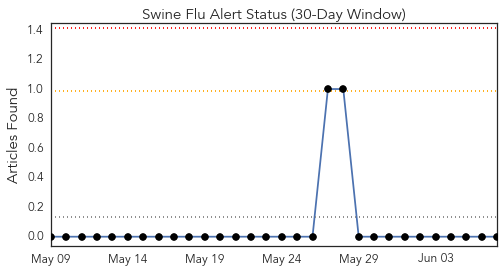 Swine Flu Alert Status (30-Day Window)
Articles Found
1.4
1.2
1.0
0.8
0.6
0.4
0.2
0.0
May 09
May 14
May 19
May 24
May 29
Jun 03